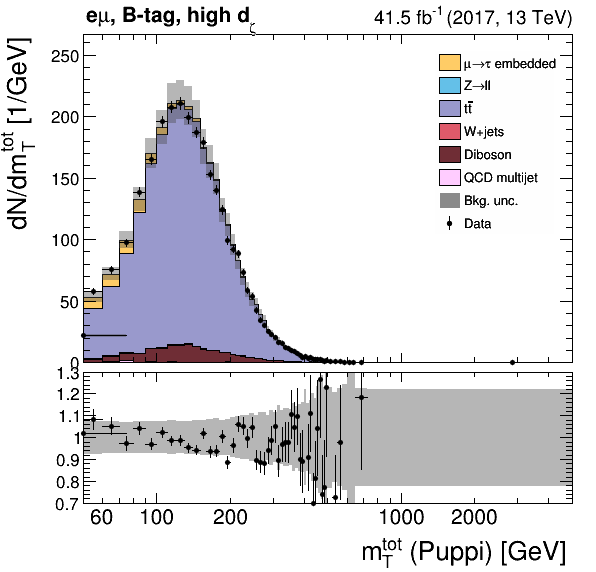 eμ, B-tag, high dζ
41.5 fb⁻¹ (2017, 13 TeV)
dN/dm_T^tot [1/GeV]
250
200
150
100
50
0
μ→τ embedded
Z→ll
tt̄
W+jets
Diboson
QCD multijet
Bkg. unc.
Data
1.3
1.2
1.1
1
0.9
0.8
0.7
60 100 200 1000 2000
m_T^tot (Puppi) [GeV]